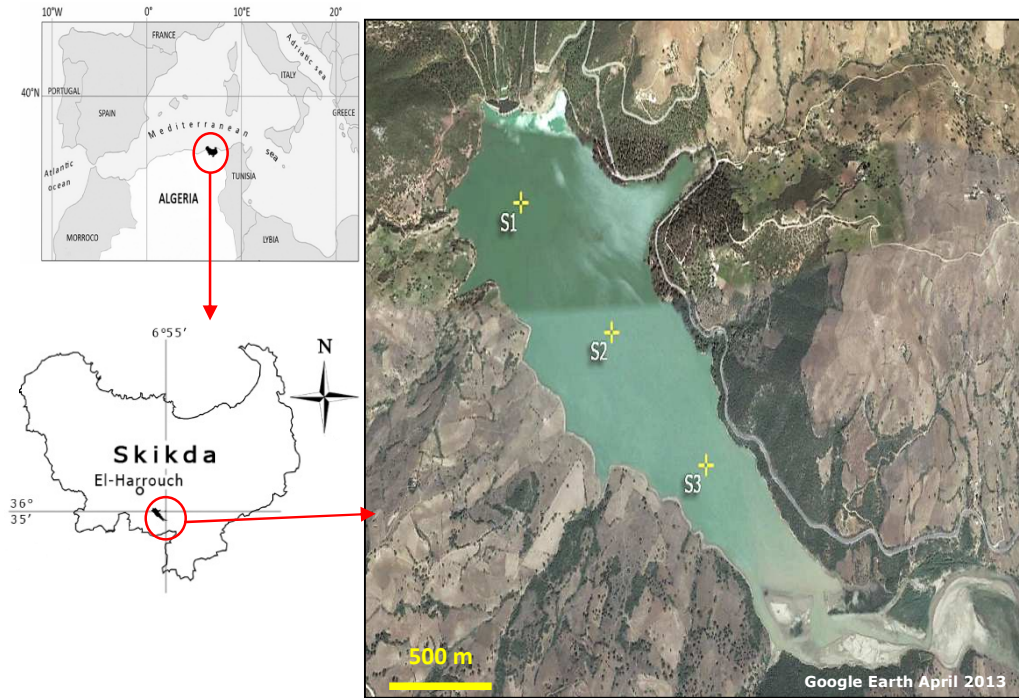 10°W 0° 10°E 20°
FRANCE
Adriatic sea
ITALY
PORTUGAL
40°N
SPAIN
GREECE
Mediterranean
sea
Atlantic
ocean
TUNISIA
ALGERIA
MORROCO
LYBIA
6°55′
N
Skikda
El-Harrouch
36°
35′
S1
S2
S3
500 m
Google Earth April 2013